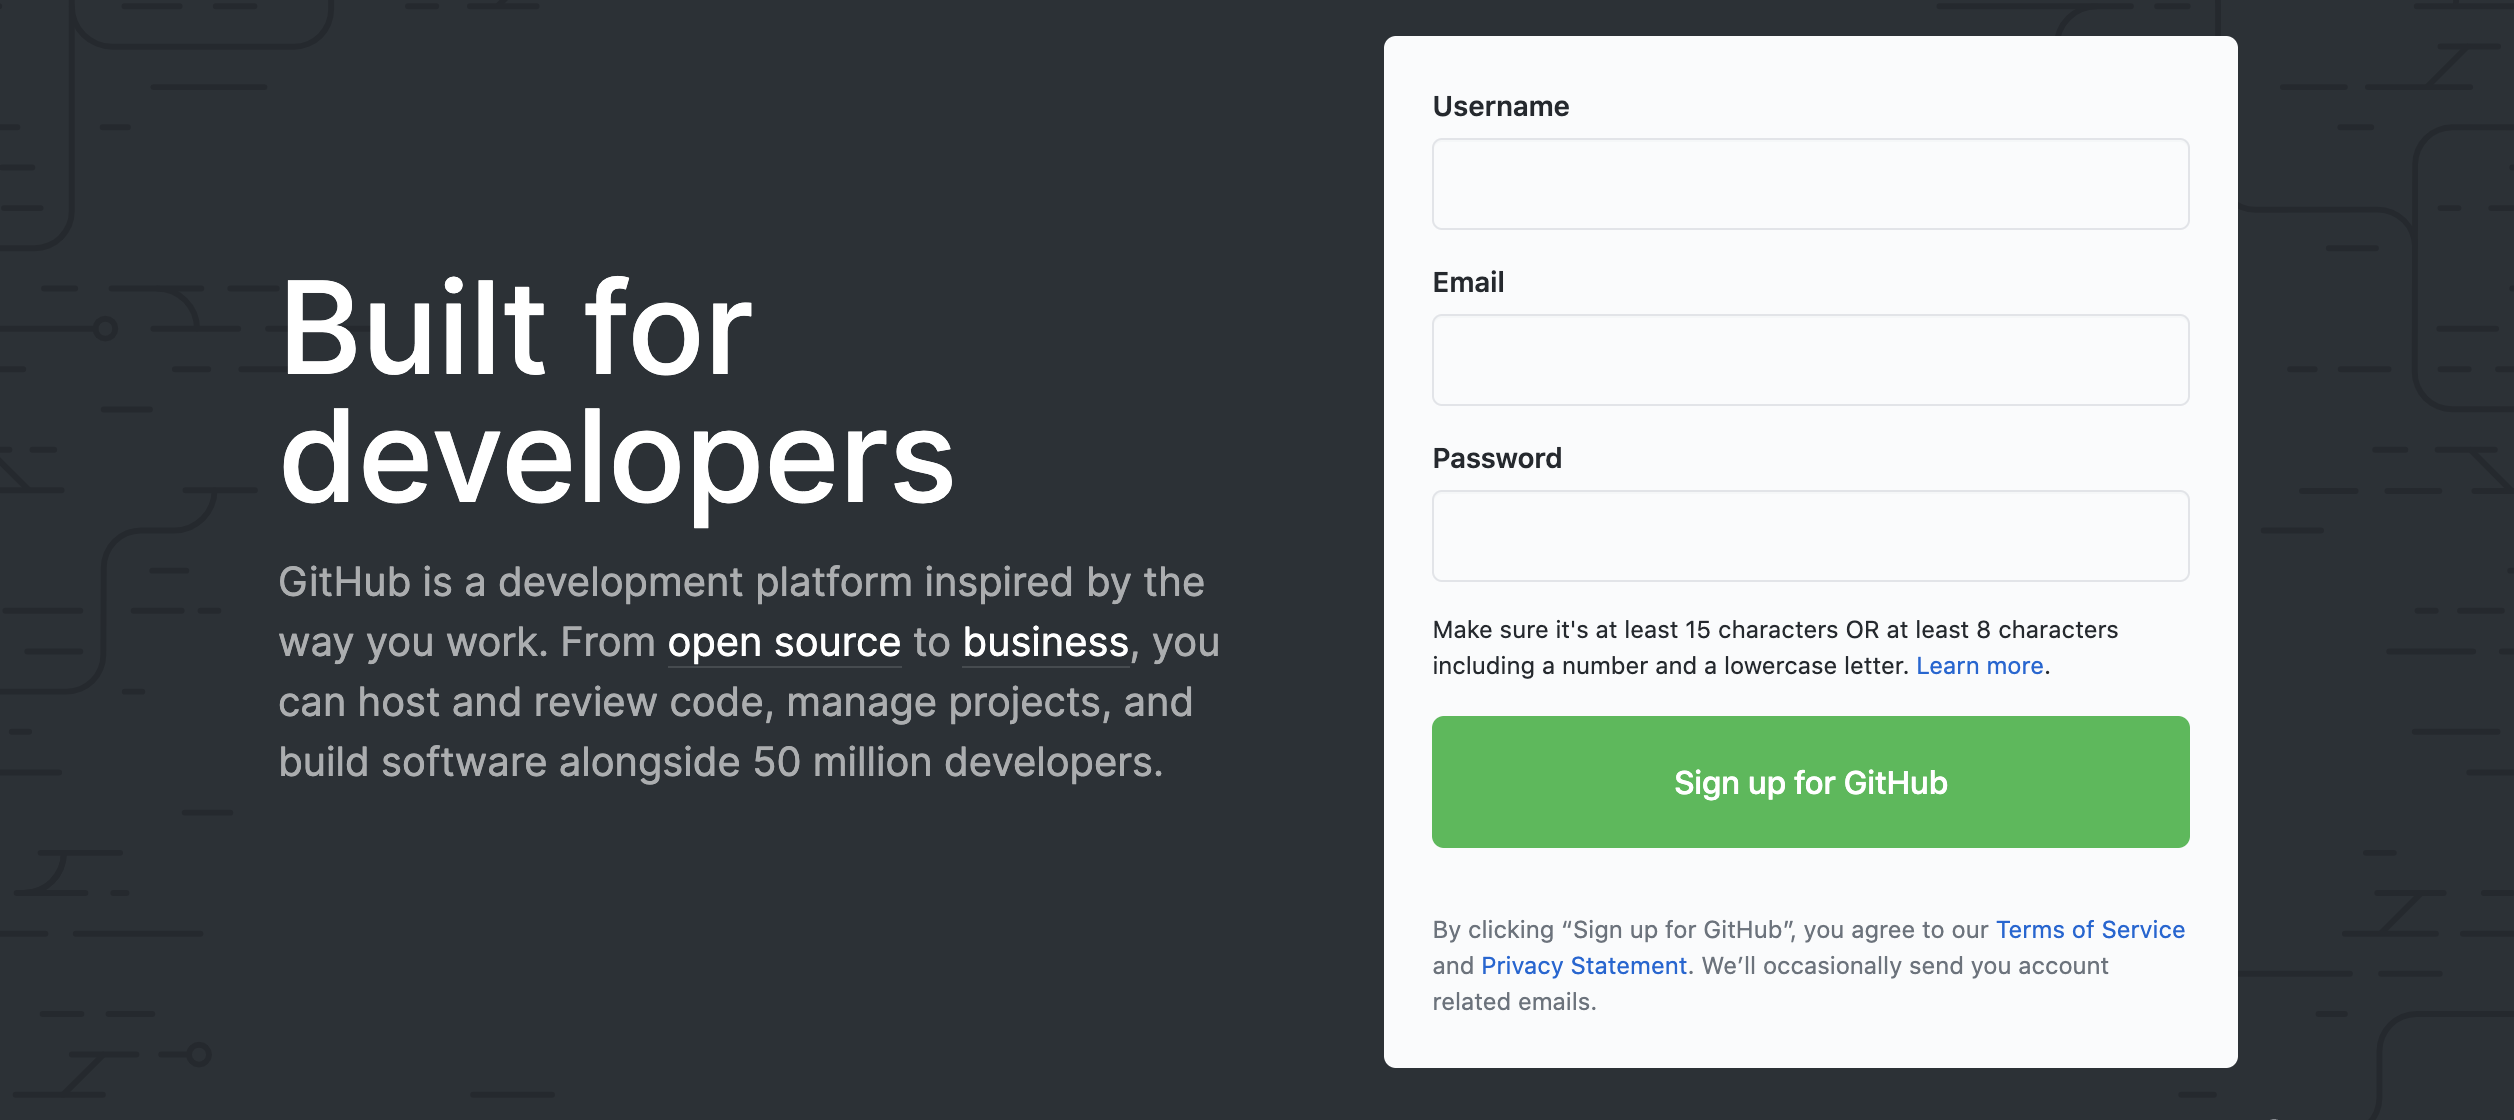 Built for
developers
GitHub is a development platform inspired by the
way you work. From open source to business, you
can host and review code, manage projects, and
build software alongside 50 million developers.
Username
Email
Password
Make sure it's at least 15 characters OR at least 8 characters
including a number and a lowercase letter. Learn more.
Sign up for GitHub
By clicking “Sign up for GitHub”, you agree to our Terms of Service
and Privacy Statement. We’ll occasionally send you account
related emails.